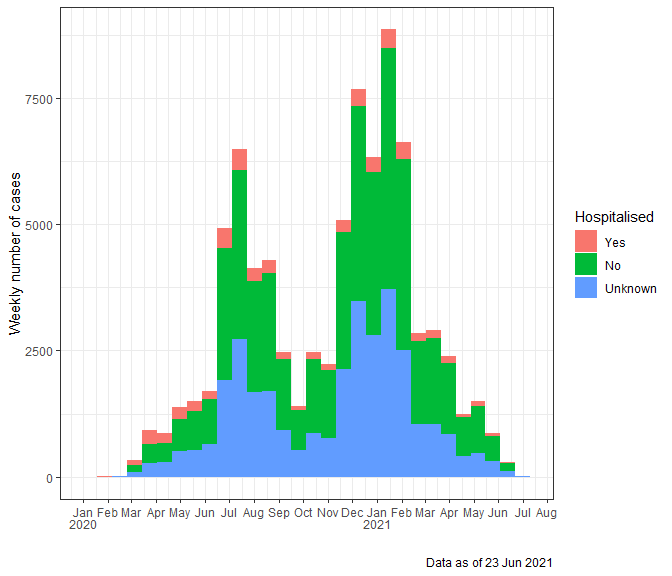 Weekly number of cases
7500
5000
2500
0
Jan Feb Mar Apr May Jun Jul Aug Sep Oct Nov Dec Jan Feb Mar Apr May Jun Jul Aug
2020 2021
Hospitalised
Yes
No
Unknown
Data as of 23 Jun 2021